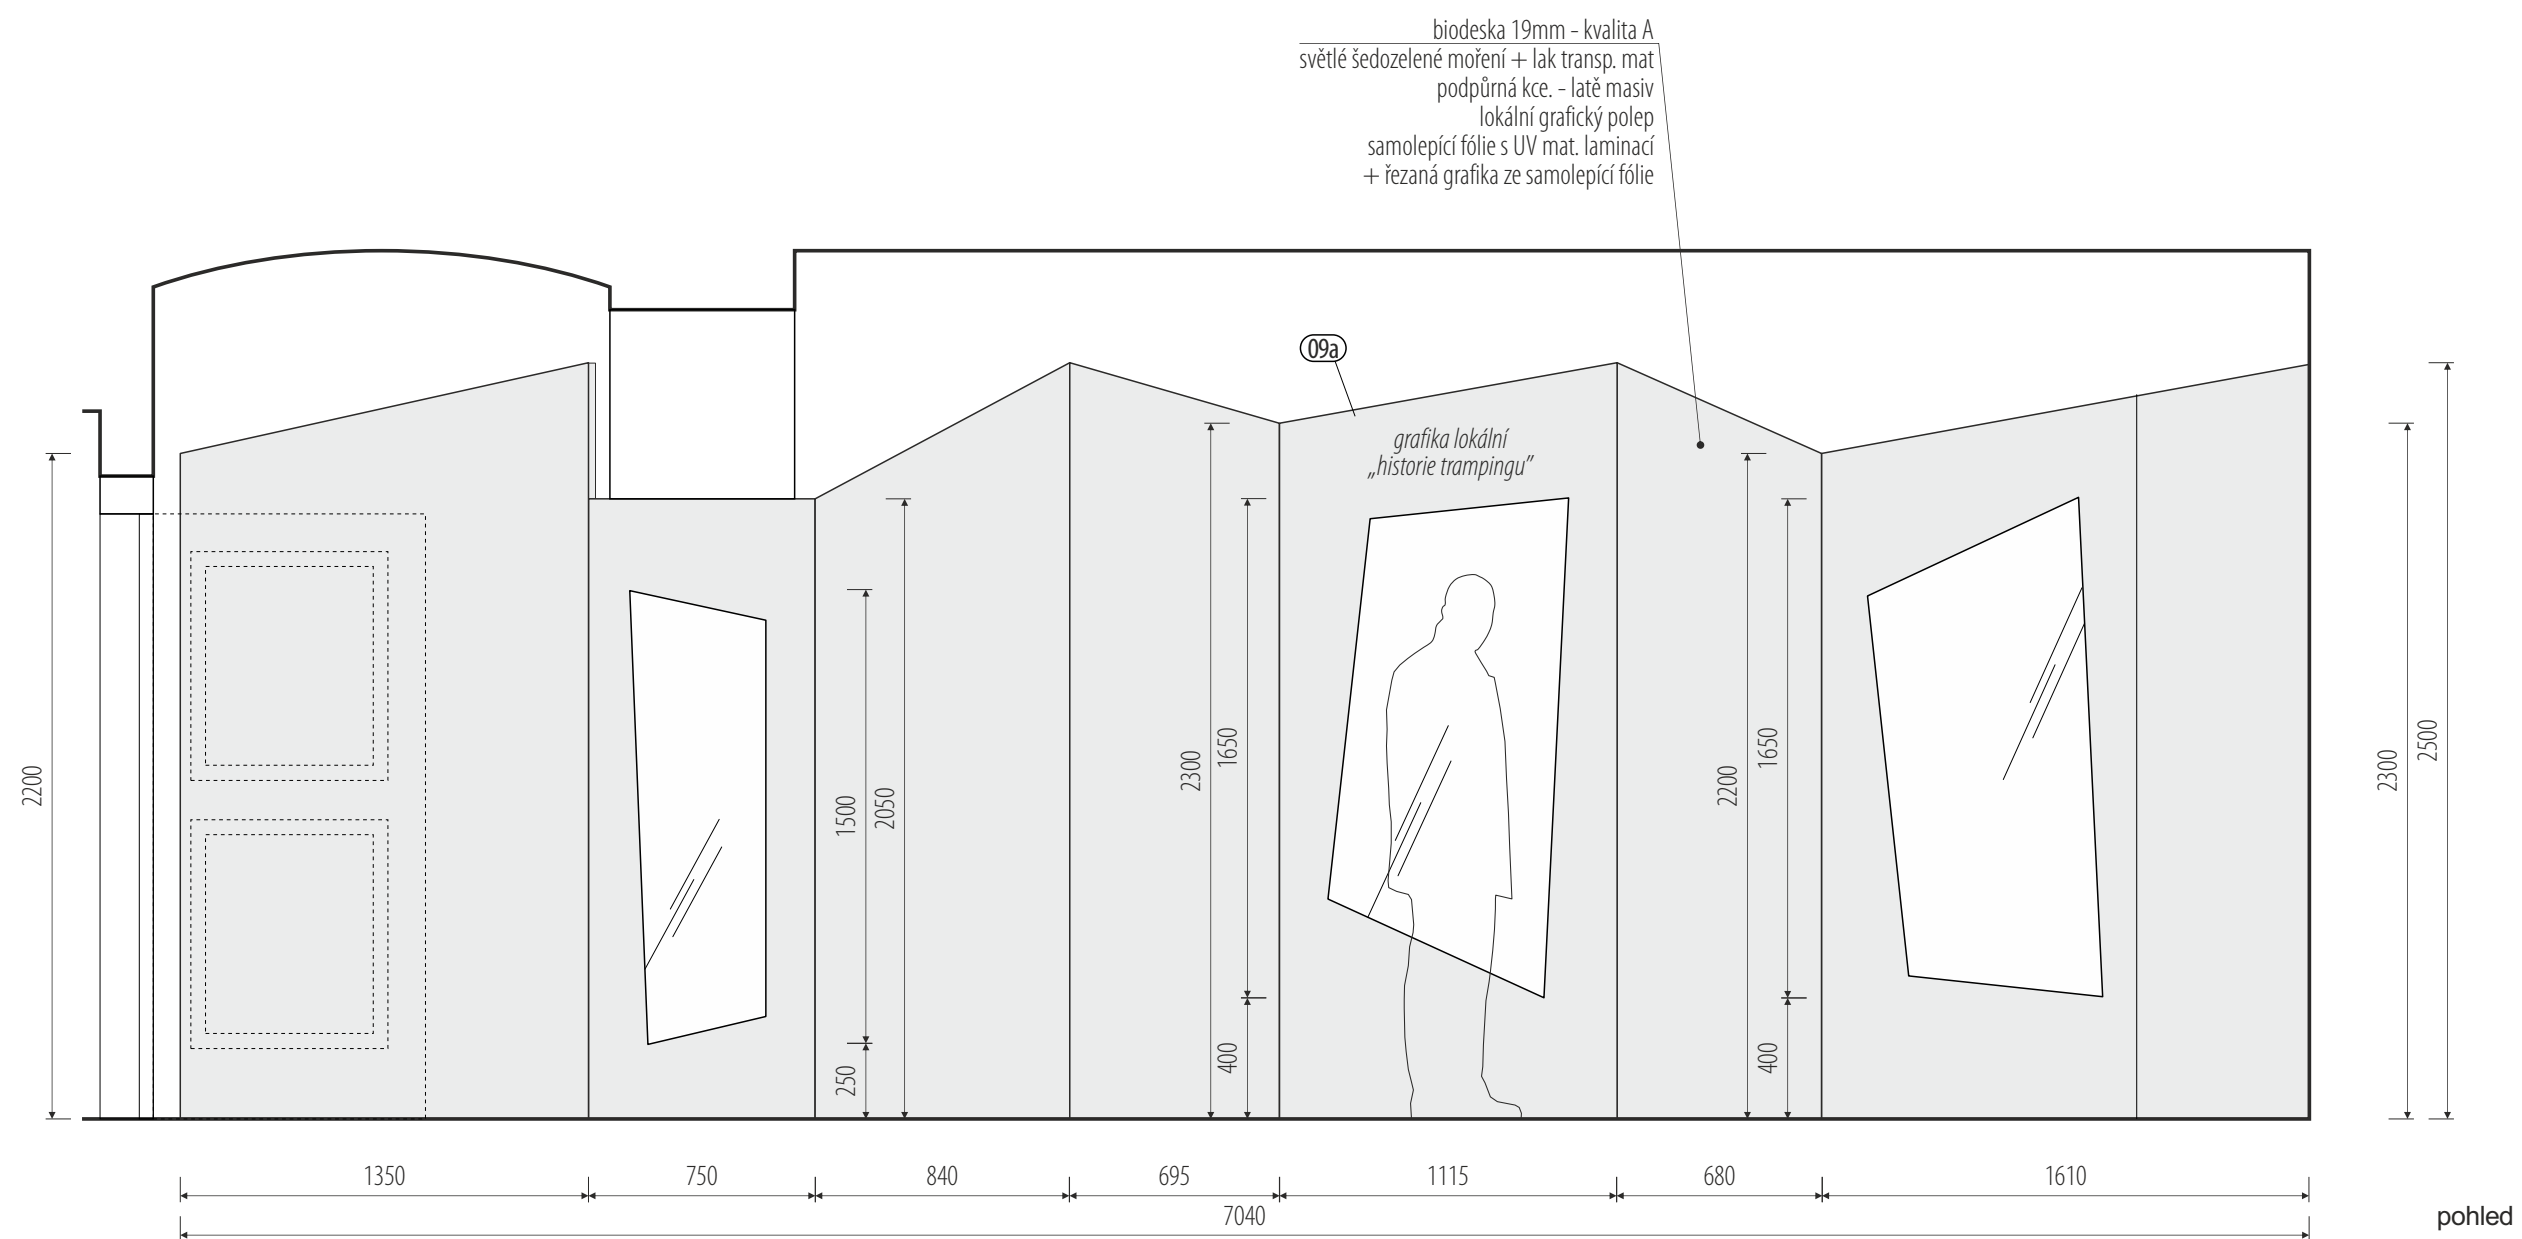 biodeska 19mm - kvalita A
světlé šedozelené moření + lak transp. mat
podpůrná kce. - latě masiv
lokální grafický polep
samolepící fólie s UV mat. laminací
+ řezaná grafika ze samolepící fólie
09a
grafika lokální
„historie trampingu”
2200
1500
2050
250
2300
1650
400
2200
1650
400
2300
2500
1350
750
840
695
1115
680
1610
7040
pohled